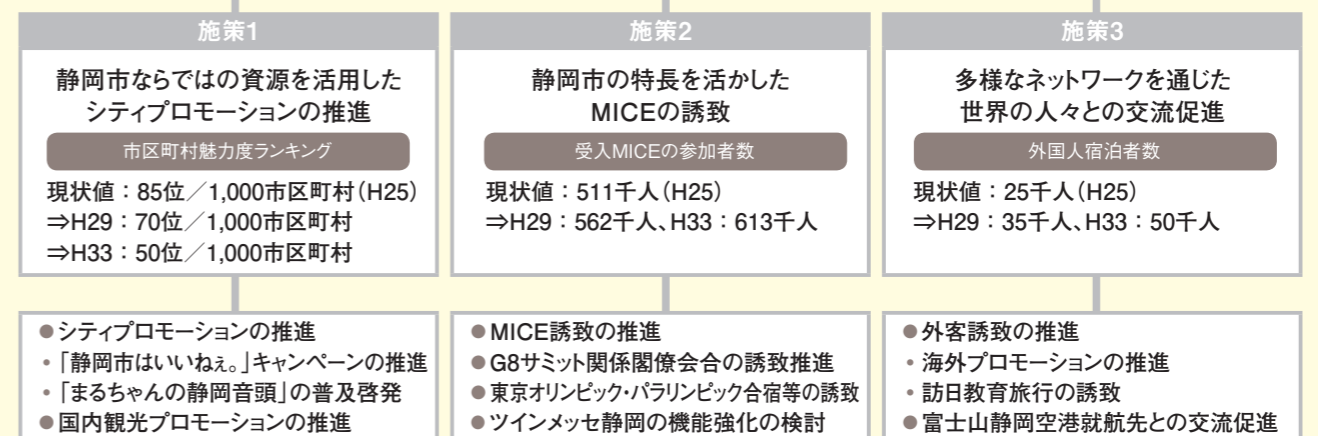 施策1
静岡市ならではの資源を活用した
シティプロモーションの推進
市区町村魅力度ランキング
現状値：85位／1,000市区町村（H25）
⇒H29：70位／1,000市区町村
⇒H33：50位／1,000市区町村
●シティプロモーションの推進
・「静岡市はいいねぇ。」キャンペーンの推進
・「まるちゃんの静岡音頭」の普及啓発
●国内観光プロモーションの推進
施策2
静岡市の特長を活かした
MICEの誘致
受入MICEの参加者数
現状値：511千人（H25）
⇒H29：562千人、H33：613千人
●MICE誘致の推進
●G8サミット関係閣僚会合の誘致推進
●東京オリンピック・パラリンピック合宿等の誘致
●ツインメッセ静岡の機能強化の検討
施策3
多様なネットワークを通じた
世界の人々との交流促進
外国人宿泊者数
現状値：25千人（H25）
⇒H29：35千人、H33：50千人
●外客誘致の推進
・海外プロモーションの推進
・訪日教育旅行の誘致
●富士山静岡空港就航先との交流促進